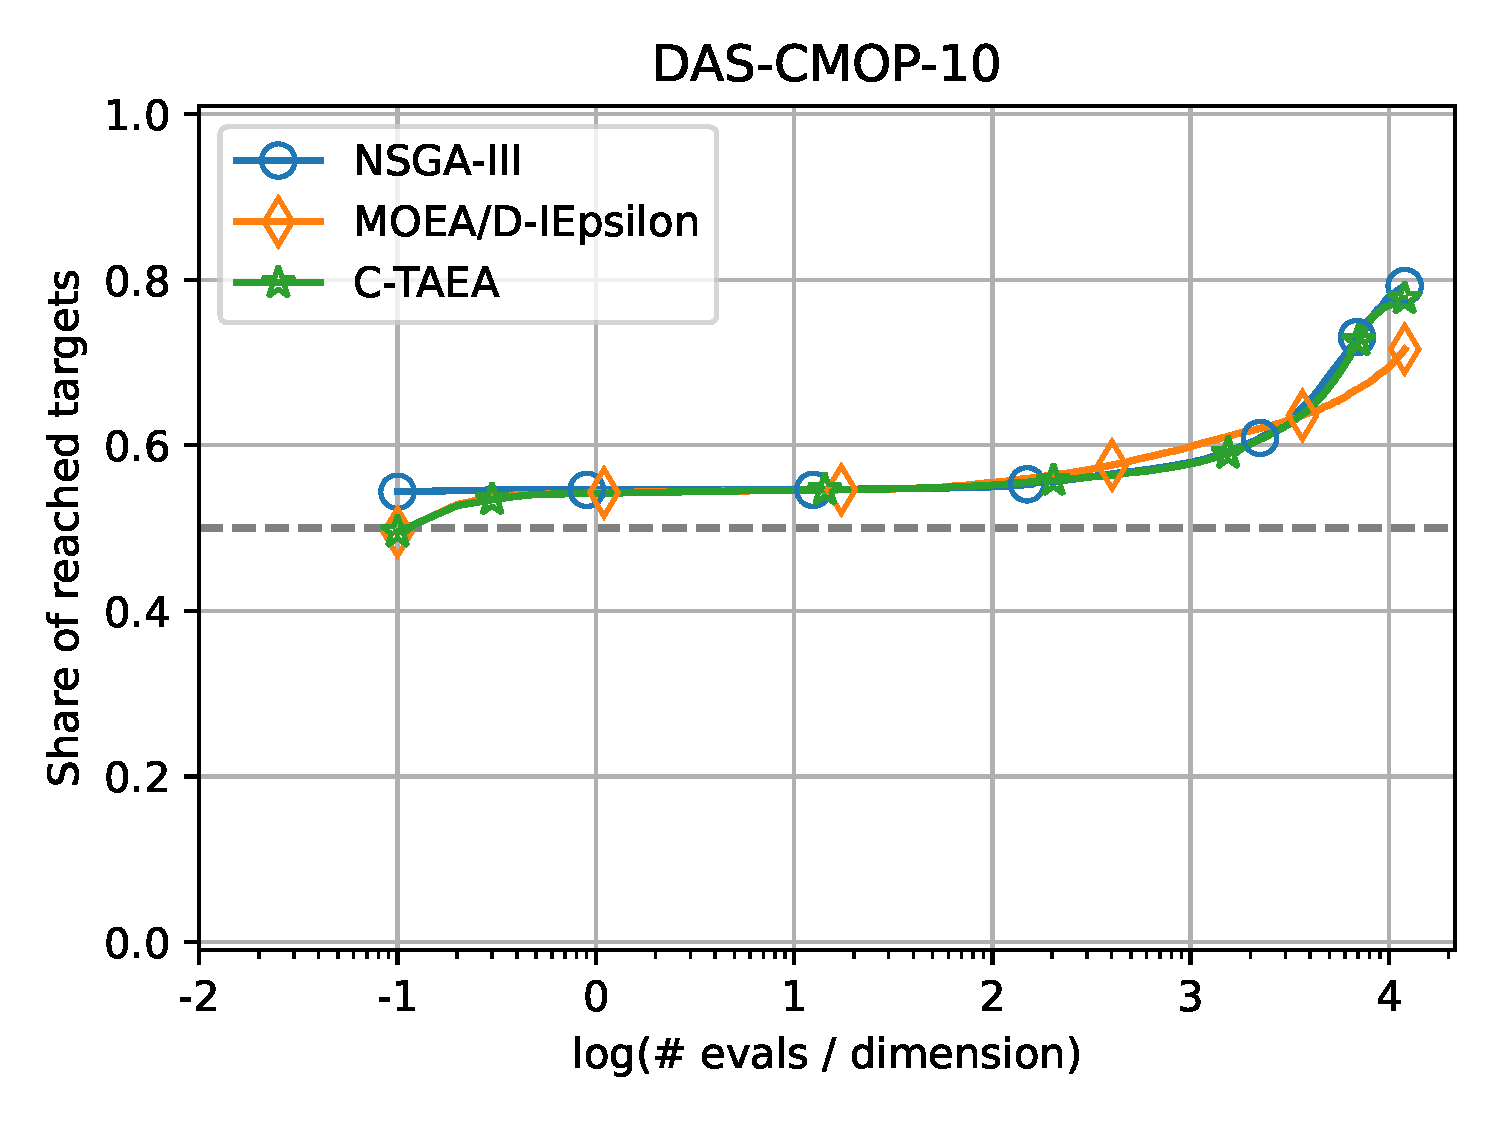 DAS-CMOP-10
NSGA-III
MOEA/D-IEpsilon
C-TAEA
Share of reached targets
1.0
0.8
0.6
0.4
0.2
0.0
-2 -1 0 1 2 3 4
log(# evals / dimension)